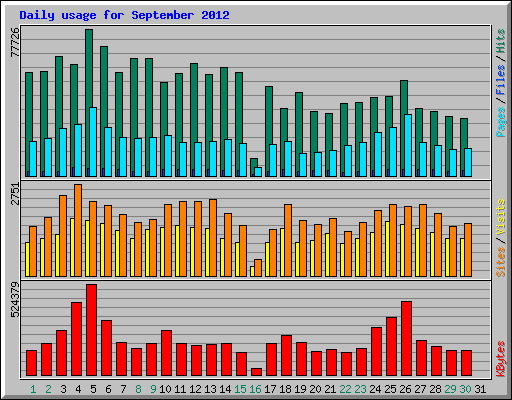 Daily usage for September 2012
77726
Pages/Files/Hits
2751
Sites/Visits
524379
KBytes
1 2 3 4 5 6 7 8 9 10 11 12 13 14 15 16 17 18 19 20 21 22 23 24 25 26 27 28 29 30 31